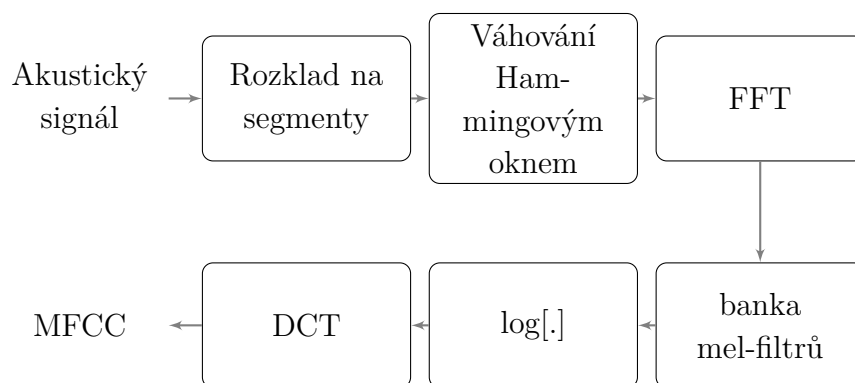 Akustický
signál
Rozklad na
segmenty
Váhování
Ham-
mingovým
oknem
FFT
MFCC
DCT
log[.]
banka
mel-filtrů